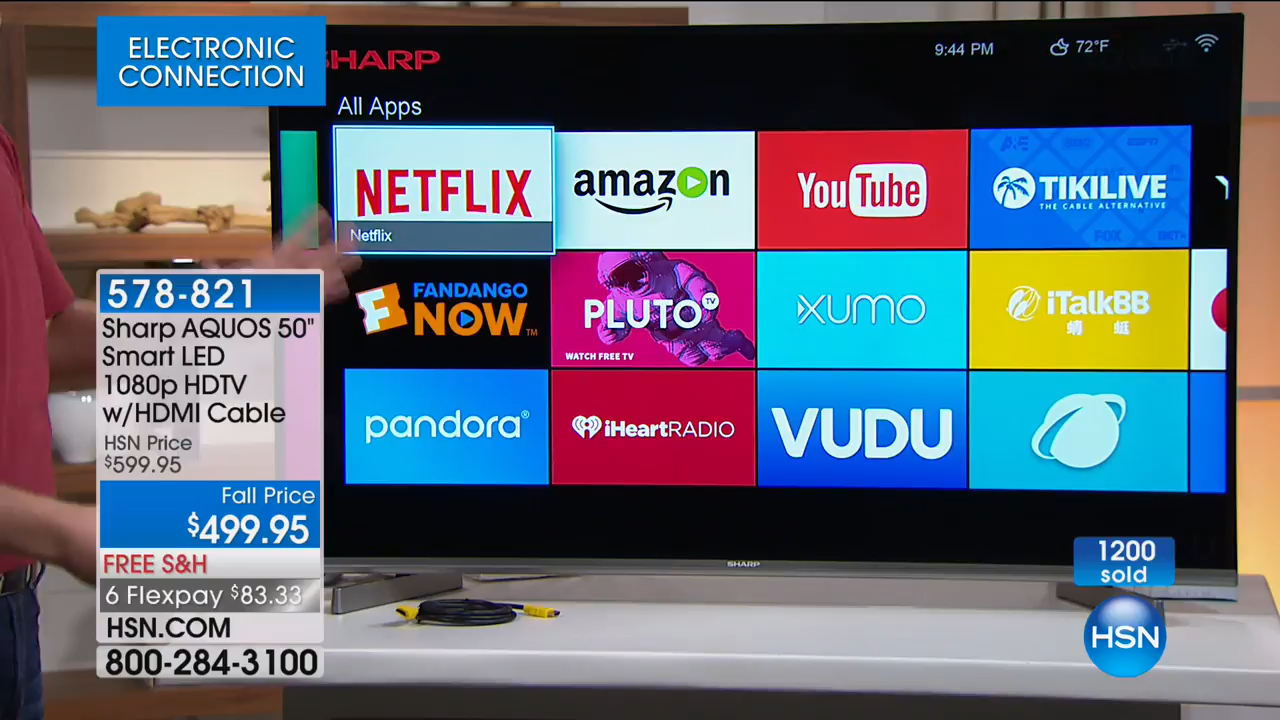 ELECTRONIC
CONNECTION
SHARP
9:44 PM
72°F
All Apps
NETFLIX
Netflix
amazon
YouTube
TIKILIVE
THE CABLE ALTERNATIVE
FOX
BET
FANDANGO
NOW™
PLUTO TV
WATCH FREE TV
XUMO
iTalkBB
蜻蜓
pandora®
iHeartRADIO
VUDU
SHARP
578-821
Sharp AQUOS 50"
Smart LED
1080p HDTV
w/HDMI Cable
HSN Price
$599.95
Fall Price
$499.95
FREE S&H
6 Flexpay $83.33
HSN.COM
800-284-3100
1200
sold
HSN